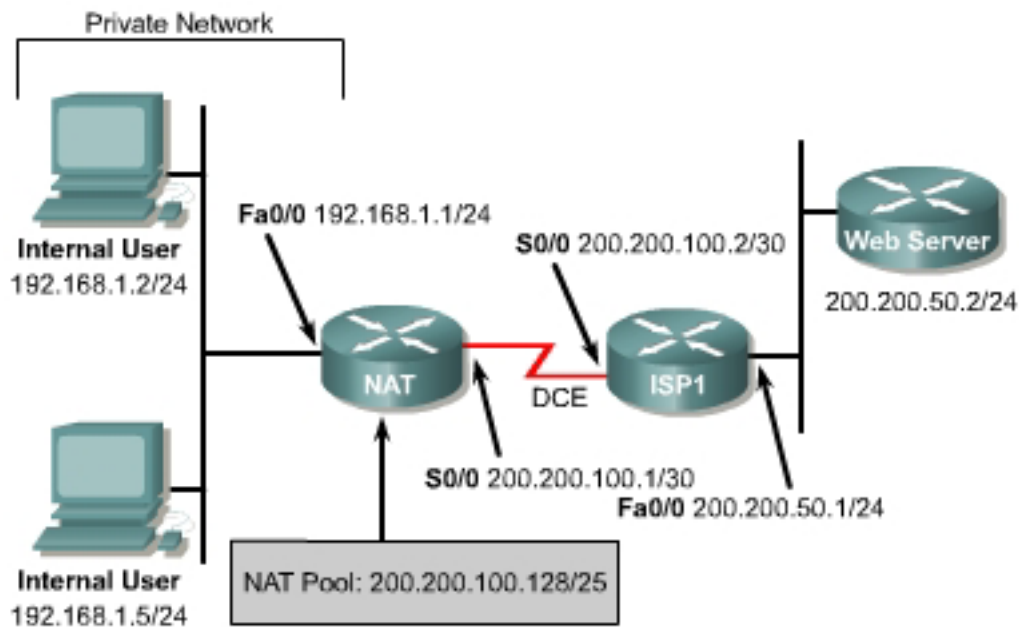 Private Network
Internal User
192.168.1.2/24
Fa0/0 192.168.1.1/24
S0/0 200.200.100.2/30
Web Server
200.200.50.2/24
NAT
DCE
ISP1
S0/0 200.200.100.1/30
Fa0/0 200.200.50.1/24
NAT Pool: 200.200.100.128/25
Internal User
192.168.1.5/24